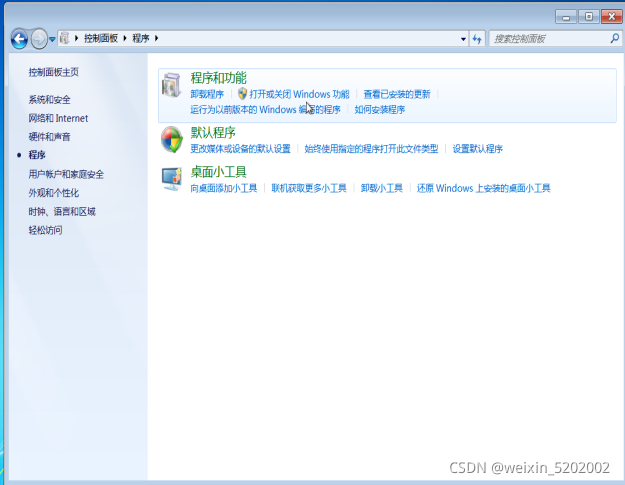 控制面板 程序
搜索控制面板
控制面板主页
系统和安全
网络和 Internet
硬件和声音
程序
用户帐户和家庭安全
外观和个性化
时钟、语言和区域
轻松访问
程序和功能
卸载程序 打开或关闭 Windows 功能 查看已安装的更新
运行为以前版本的 Windows 编写的程序 如何安装程序
默认程序
更改媒体或设备的默认设置 始终使用指定的程序打开此文件类型 设置默认程序
桌面小工具
向桌面添加小工具 联机获取更多小工具 卸载小工具 还原 Windows 上安装的桌面小工具
CSDN @weixin_5202002